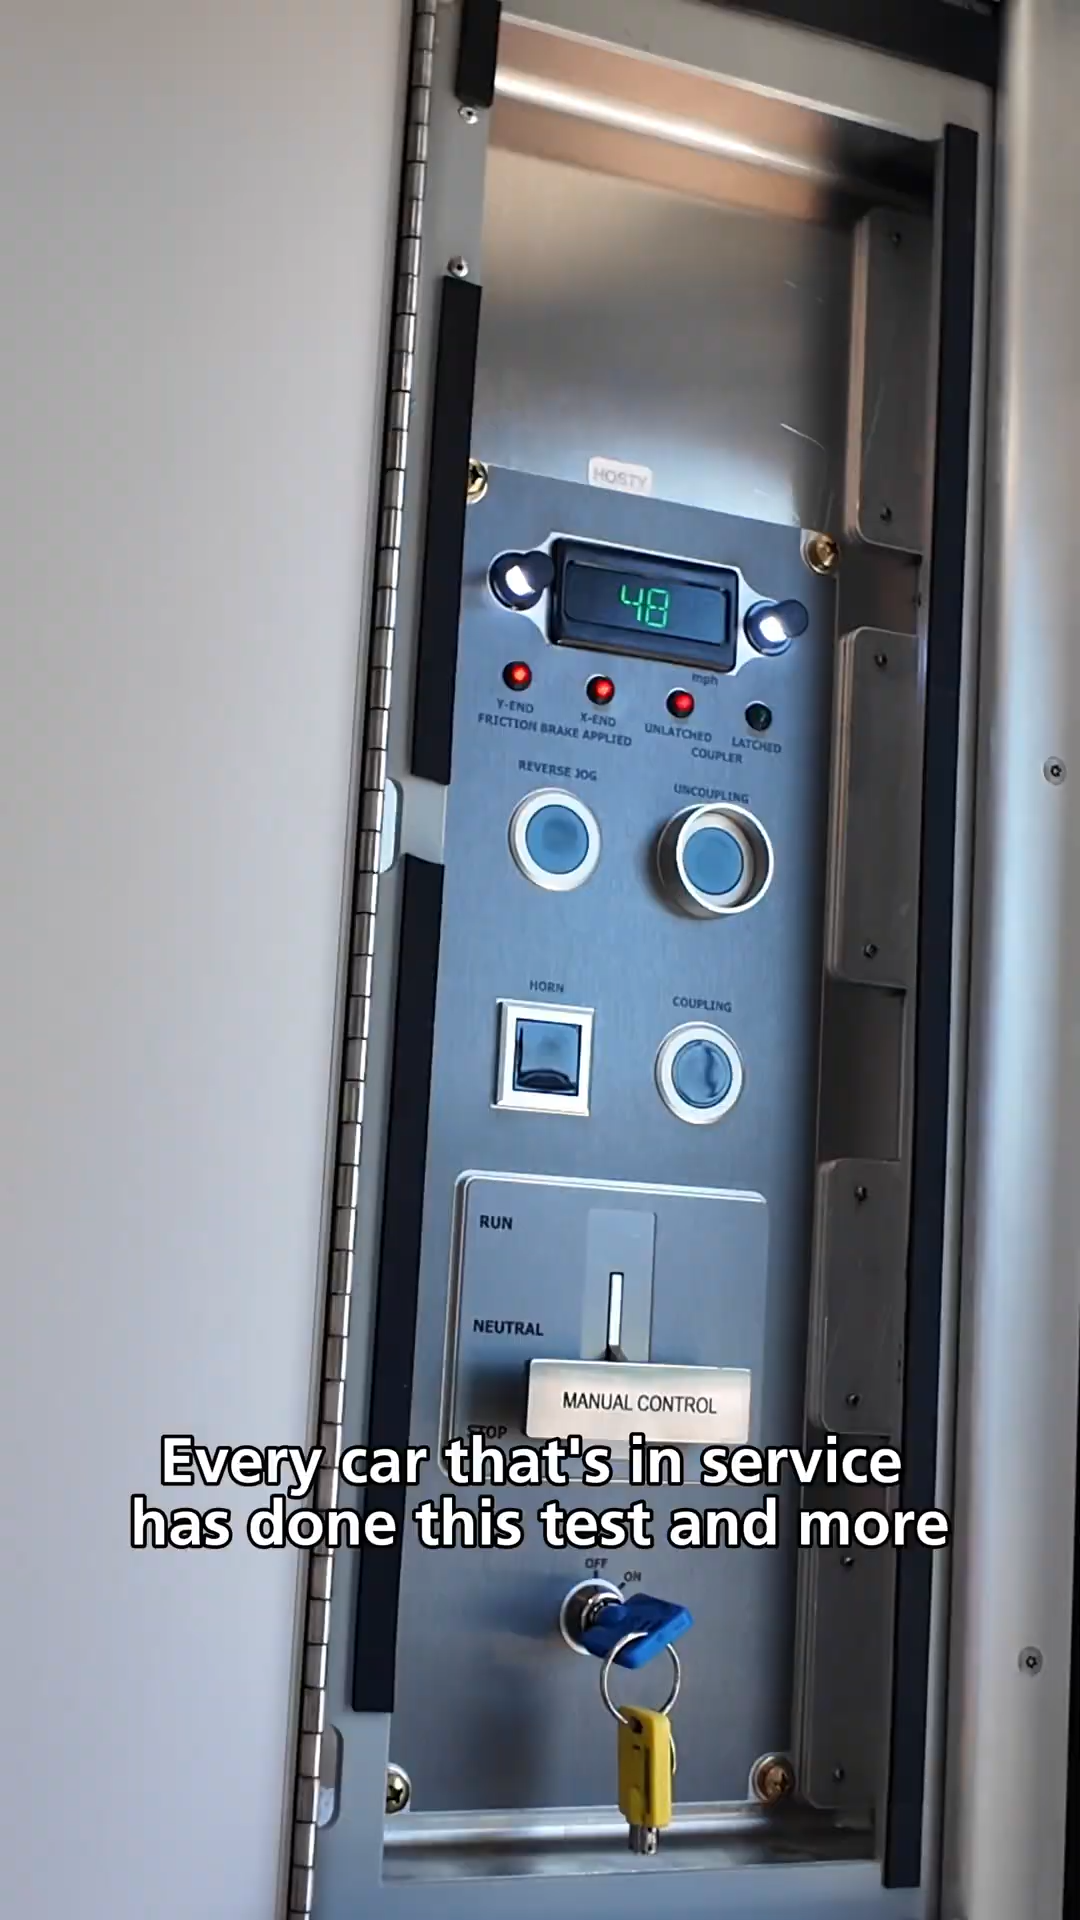 HOSTY
48
mph
Y-END
X-END
FRICTION BRAKE APPLIED
UNLATCHED
LATCHED
COUPLER
REVERSE JOG
UNCOUPLING
HORN
COUPLING
RUN
NEUTRAL
MANUAL CONTROL
STOP
Every car that's in service
has done this test and more
OFF
ON